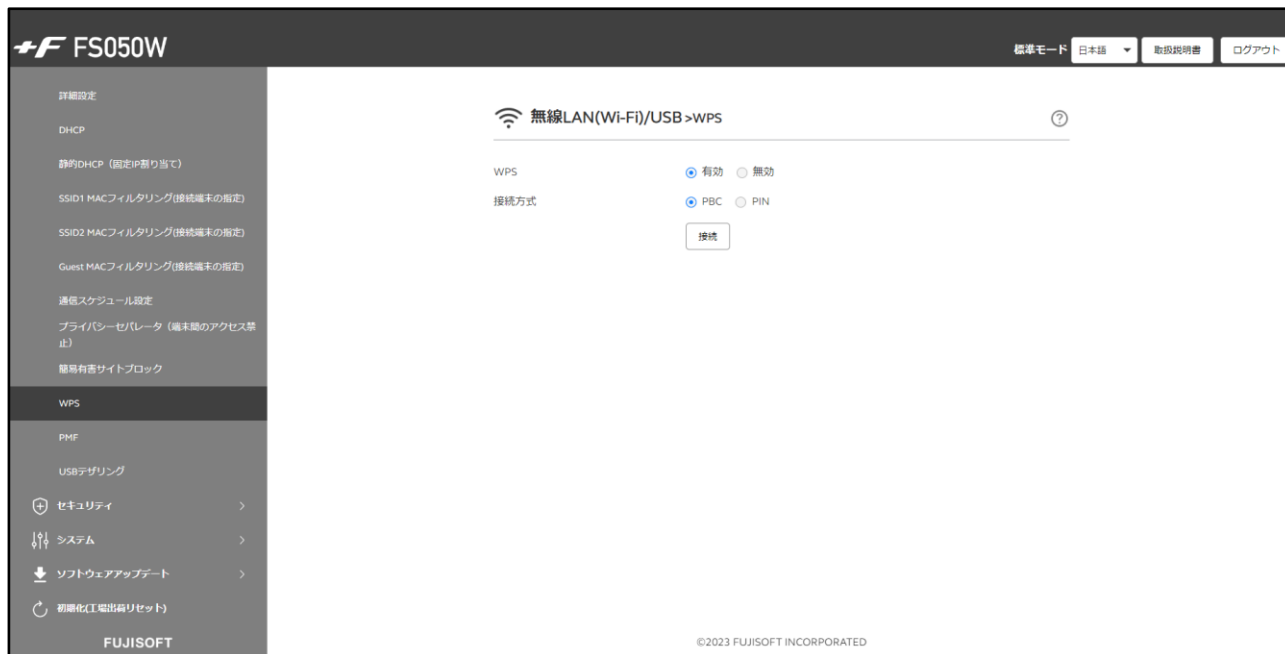 +F FS050W
標準モード 日本語 取扱説明書 ログアウト
詳細設定
DHCP
静的DHCP（固定IP割り当て）
SSID1 MACフィルタリング(接続端末の指定)
SSID2 MACフィルタリング(接続端末の指定)
Guest MACフィルタリング(接続端末の指定)
通信スケジュール設定
プライバシーセパレータ（端末間のアクセス禁
止）
簡易有害サイトブロック
WPS
PMF
USBテザリング
セキュリティ
システム
ソフトウェアアップデート
初期化(工場出荷リセット)
FUJISOFT
無線LAN(Wi-Fi)/USB >WPS
WPS 有効 無効
接続方式 PBC PIN
接続
©2023 FUJISOFT INCORPORATED